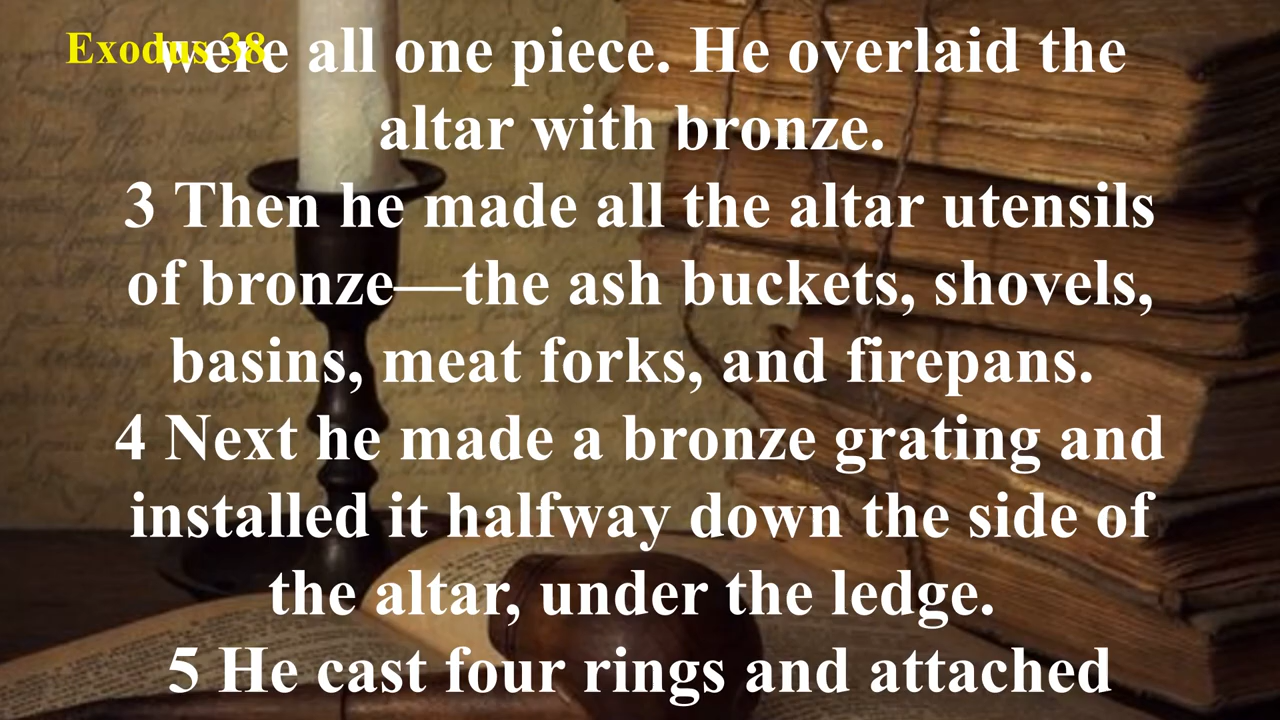 Exodus 38
were all one piece. He overlaid the
altar with bronze.
3 Then he made all the altar utensils
of bronze—the ash buckets, shovels,
basins, meat forks, and firepans.
4 Next he made a bronze grating and
installed it halfway down the side of
the altar, under the ledge.
5 He cast four rings and attached